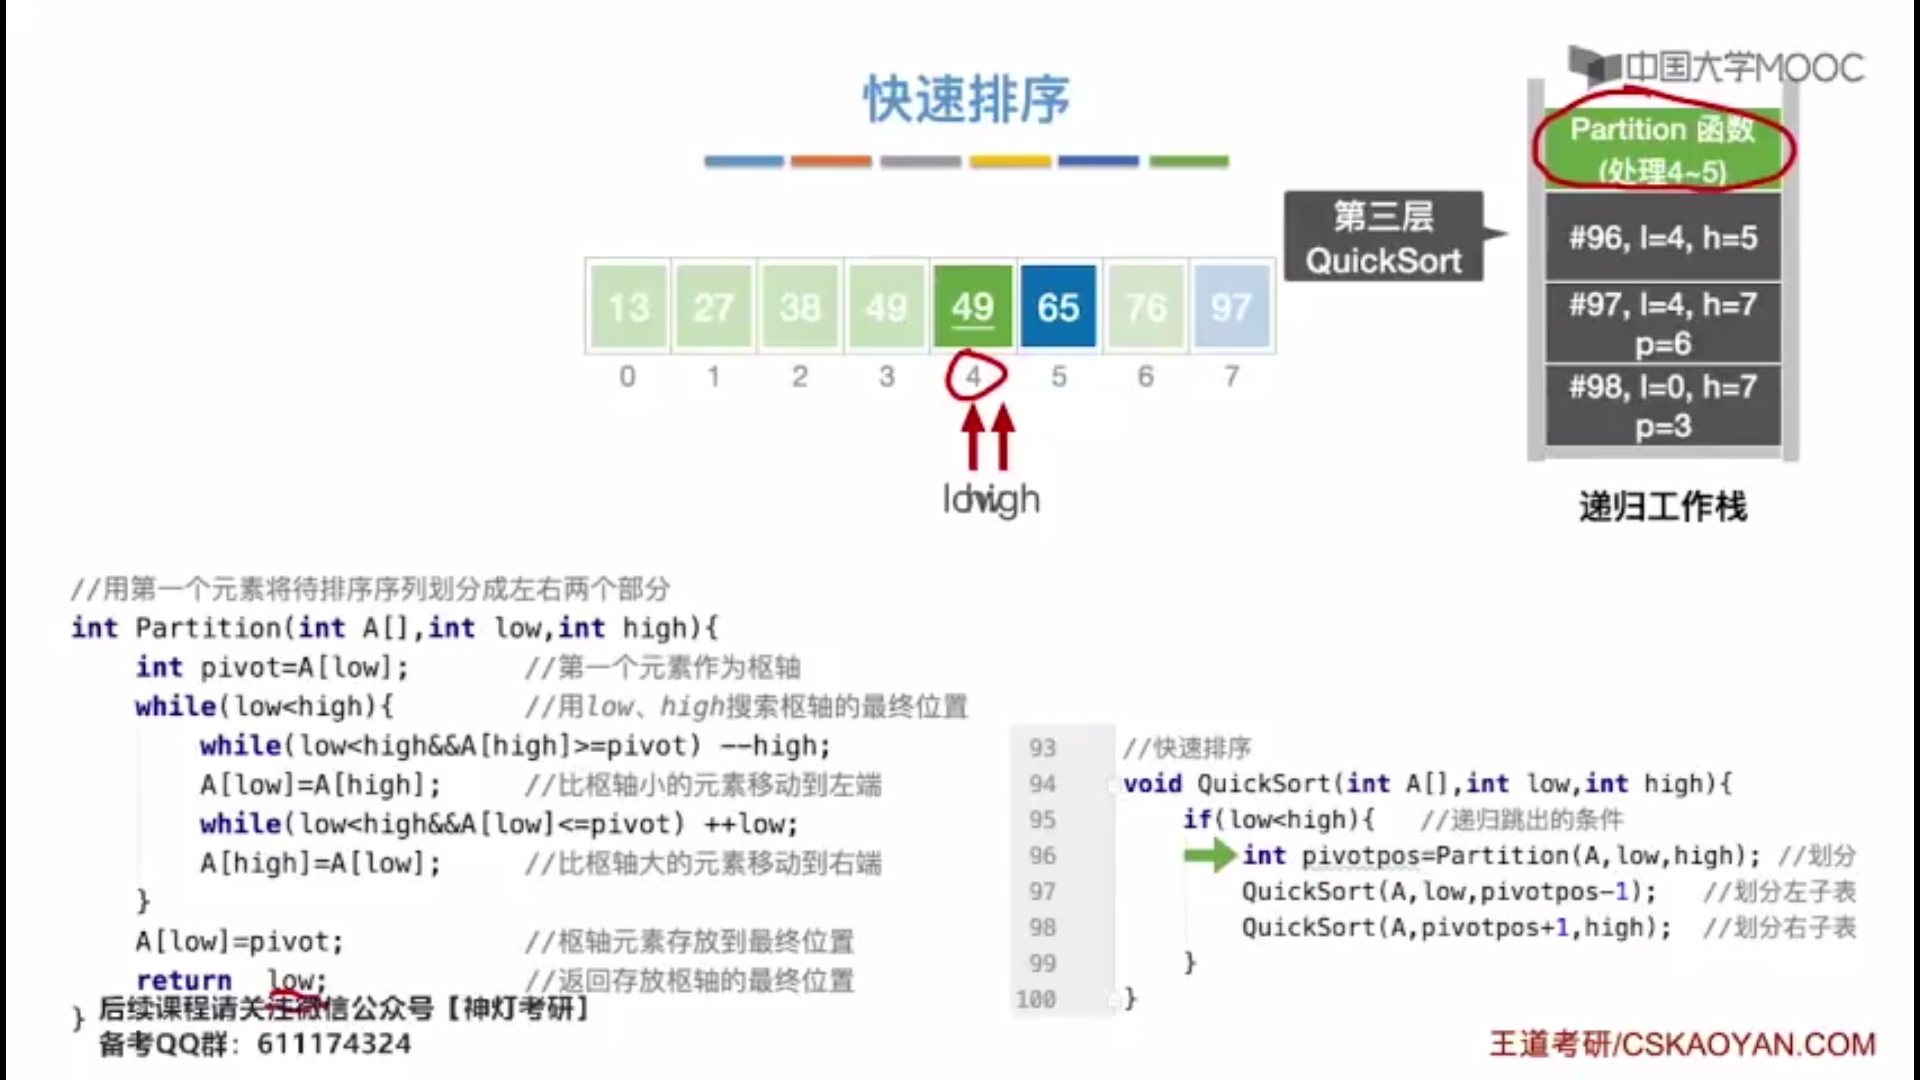 中国大学MOOC
快速排序
Partition 函数
(处理4~5)
第三层
QuickSort
#96, l=4, h=5
#97, l=4, h=7
p=6
#98, l=0, h=7
p=3
递归工作栈
13 27 38 49 49 65 76 97
0 1 2 3 4 5 6 7
low high
//用第一个元素将待排序序列划分成左右两个部分
int Partition(int A[],int low,int high){
int pivot=A[low]; //第一个元素作为枢轴
while(low<high){ //用low、high搜索枢轴的最终位置
while(low<high&&A[high]>=pivot) --high;
A[low]=A[high]; //比枢轴小的元素移动到左端
while(low<high&&A[low]<=pivot) ++low;
A[high]=A[low]; //比枢轴大的元素移动到右端
}
A[low]=pivot; //枢轴元素存放到最终位置
return low; //返回存放枢轴的最终位置
}
93 //快速排序
94 void QuickSort(int A[],int low,int high){
95 if(low<high){ //递归跳出的条件
96 int pivotpos=Partition(A,low,high); //划分
97 QuickSort(A,low,pivotpos-1); //划分左子表
98 QuickSort(A,pivotpos+1,high); //划分右子表
99 }
100 }
后续课程请关注微信公众号【神灯考研】
备考QQ群：611174324
王道考研/CSKAOYAN.COM